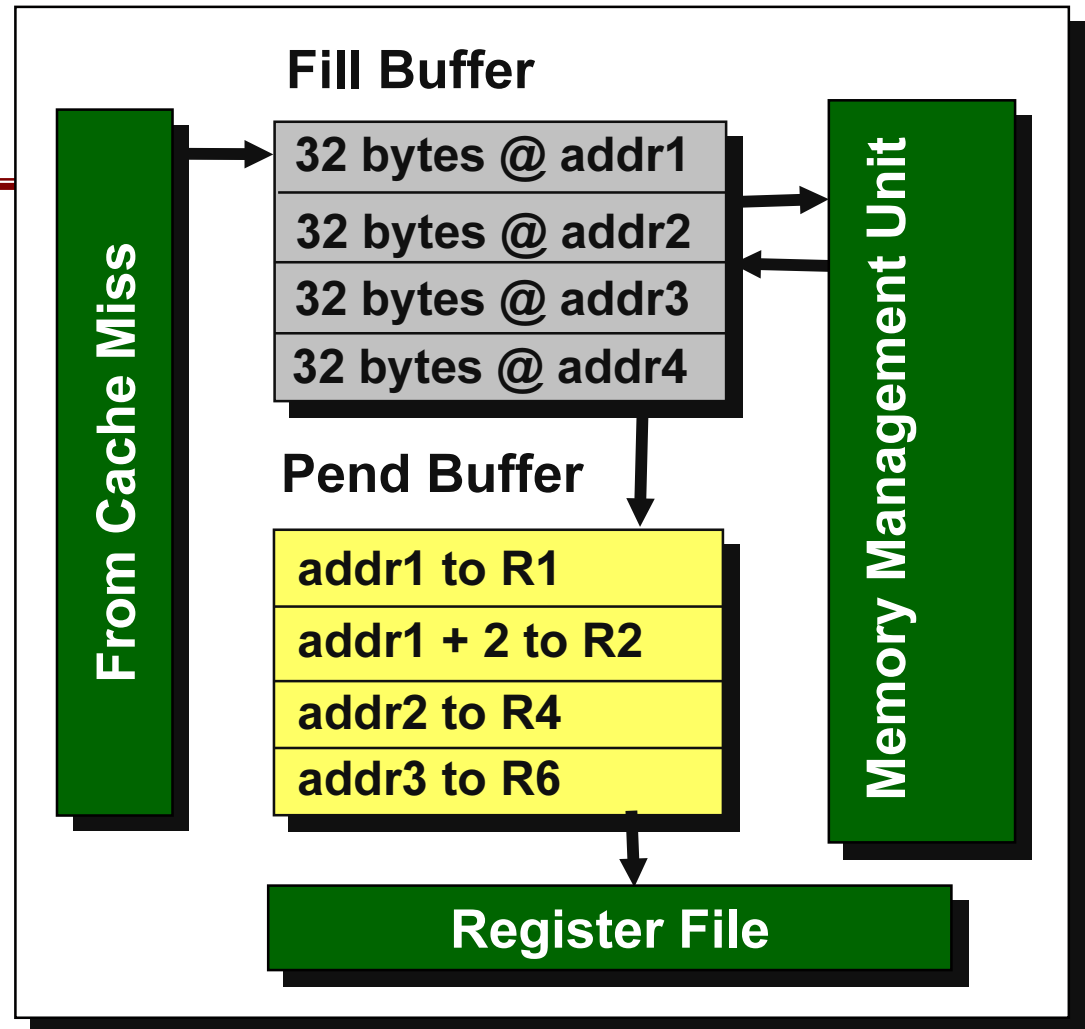 Fill Buffer
32 bytes @ addr1
32 bytes @ addr2
32 bytes @ addr3
32 bytes @ addr4
From Cache Miss
Memory Management Unit
Pend Buffer
addr1 to R1
addr1 + 2 to R2
addr2 to R4
addr3 to R6
Register File